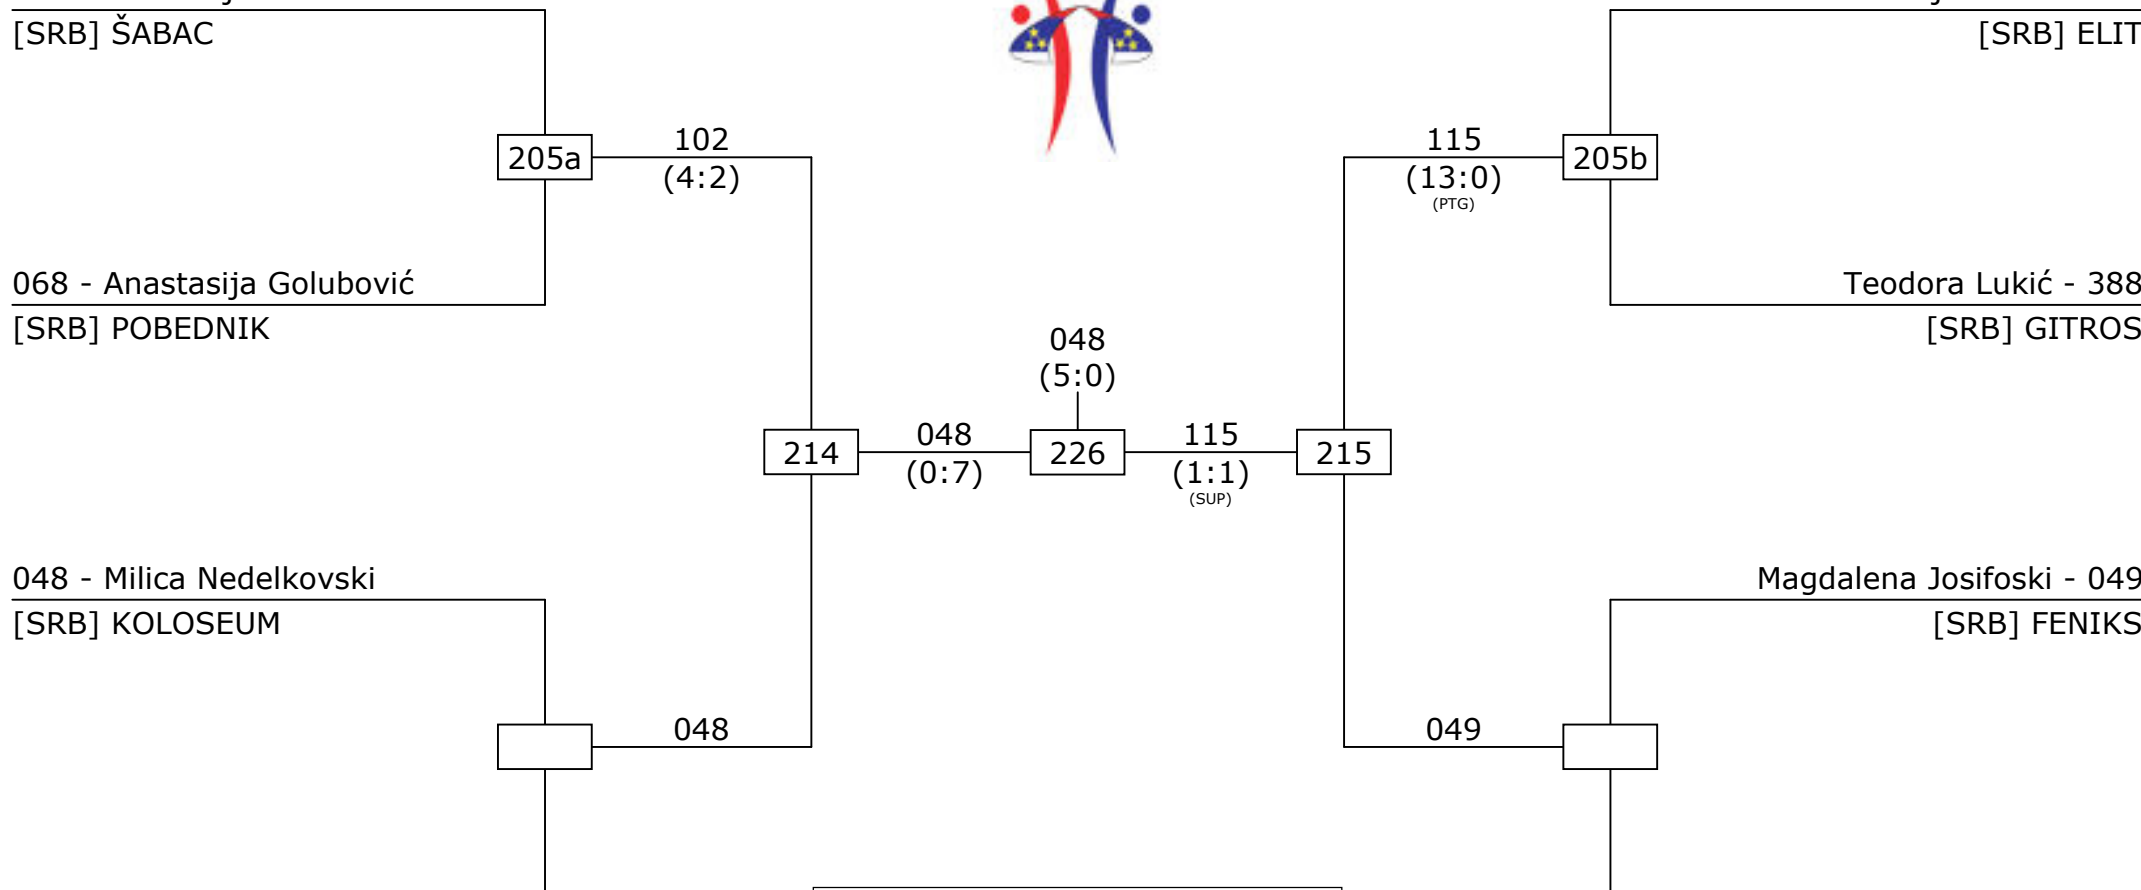 [SRB] ŠABAC
[SRB] ELIT
205a
102
(4:2)
115
(13:0)
(PTG)
205b
068 - Anastasija Golubović
[SRB] POBEDNIK
Teodora Lukić - 388
[SRB] GITROS
048
(5:0)
214
048
(0:7)
226
115
(1:1)
(SUP)
215
048 - Milica Nedelkovski
[SRB] KOLOSEUM
Magdalena Josifoski - 049
[SRB] FENIKS
048
049